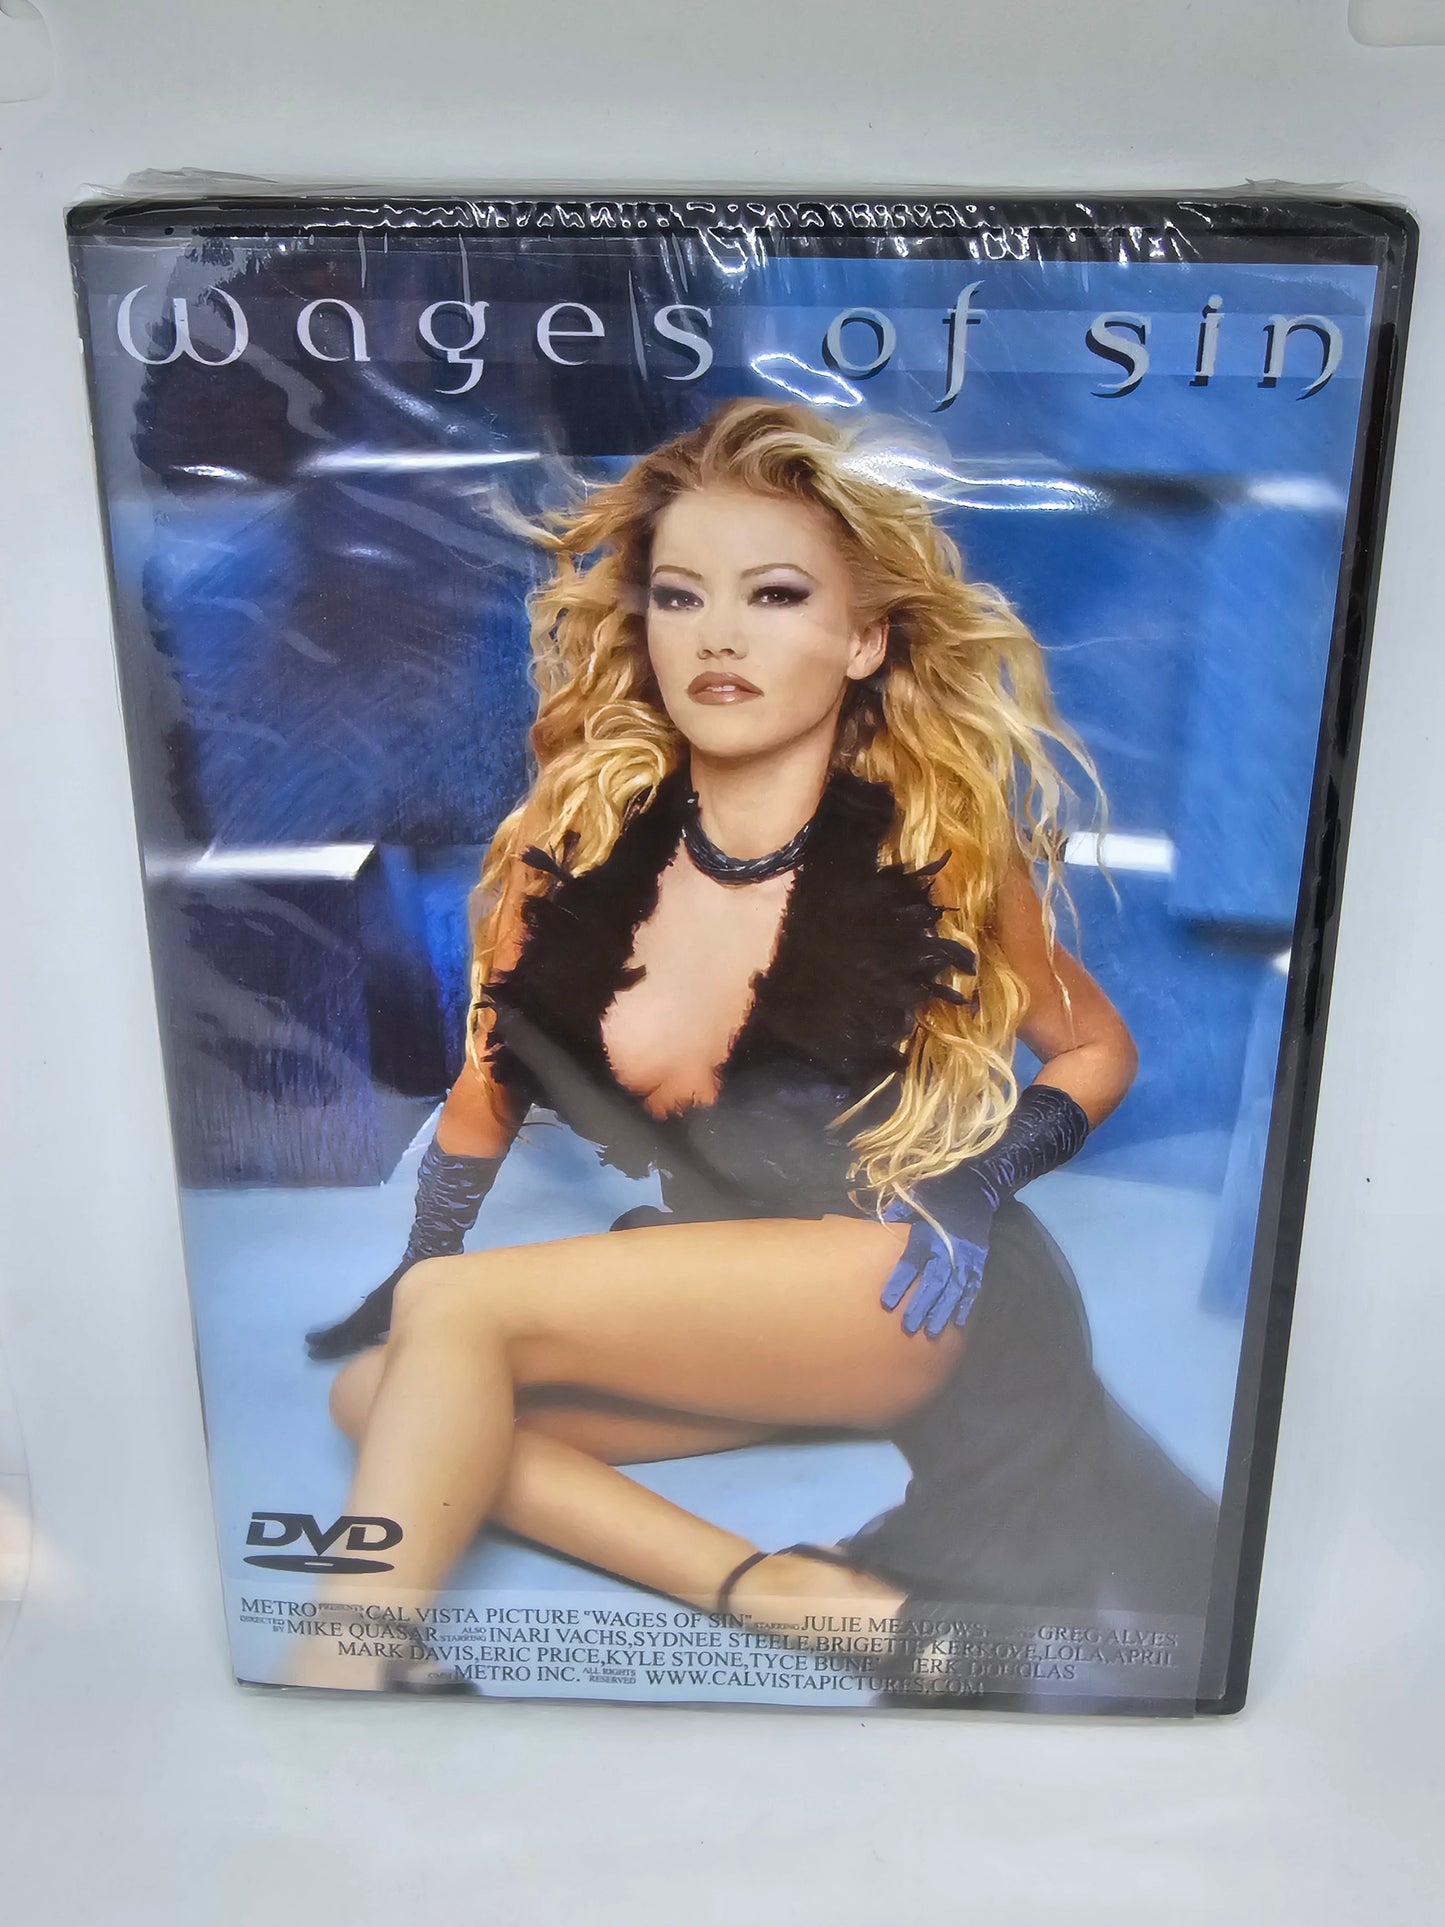 wages of sin
DVD
METRO PRESENTS CAL VISTA PICTURE "WAGES OF SIN" STARRING JULIE MEADOWS GREG ALVES
DIRECTED BY MIKE QUASAR ALSO STARRING INARI VACHS, SYDNEE STEELE, BRIGETTE KERKOVE, LOLA, APRIL
MARK DAVIS, ERIC PRICE, KYLE STONE, TYCE BUNE JERK DOUGLAS
METRO INC. ALL RIGHTS RESERVED WWW.CALVISTAPICTURES.COM